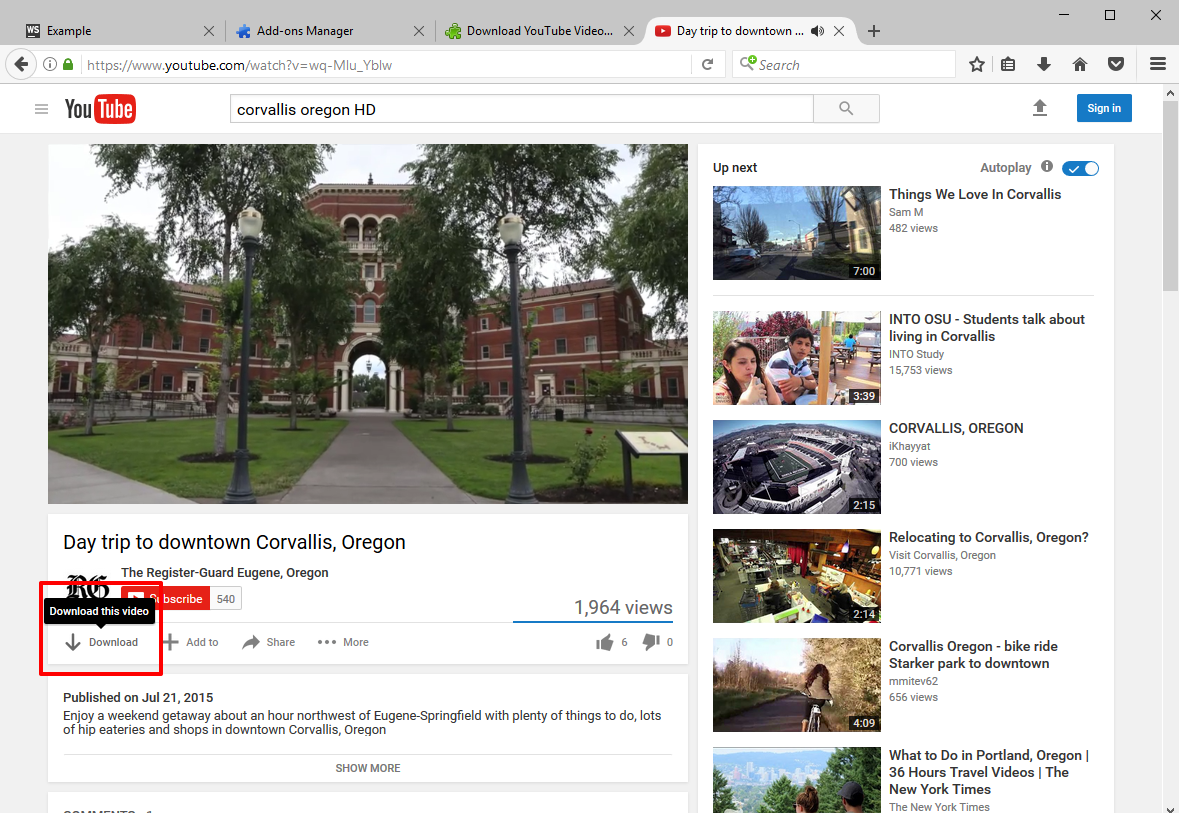 WS Example
Add-ons Manager
Download YouTube Video...
Day trip to downtown ...
https://www.youtube.com/watch?v=wq-Mlu_Yblw
Search
YouTube
corvallis oregon HD
Sign in
Up next
Autoplay
Things We Love In Corvallis
Sam M
482 views
7:00
INTO OSU - Students talk about
living in Corvallis
INTO Study
15,753 views
3:39
CORVALLIS, OREGON
iKhayyat
700 views
2:15
Relocating to Corvallis, Oregon?
Visit Corvallis, Oregon
10,771 views
2:14
Corvallis Oregon - bike ride
Starker park to downtown
mmitev62
656 views
4:09
What to Do in Portland, Oregon |
36 Hours Travel Videos | The
New York Times
The New York Times
Day trip to downtown Corvallis, Oregon
RG
The Register-Guard Eugene, Oregon
Subscribe 540
Download this video
1,964 views
Download
Add to
Share
More
6
0
Published on Jul 21, 2015
Enjoy a weekend getaway about an hour northwest of Eugene-Springfield with plenty of things to do, lots
of hip eateries and shops in downtown Corvallis, Oregon
SHOW MORE